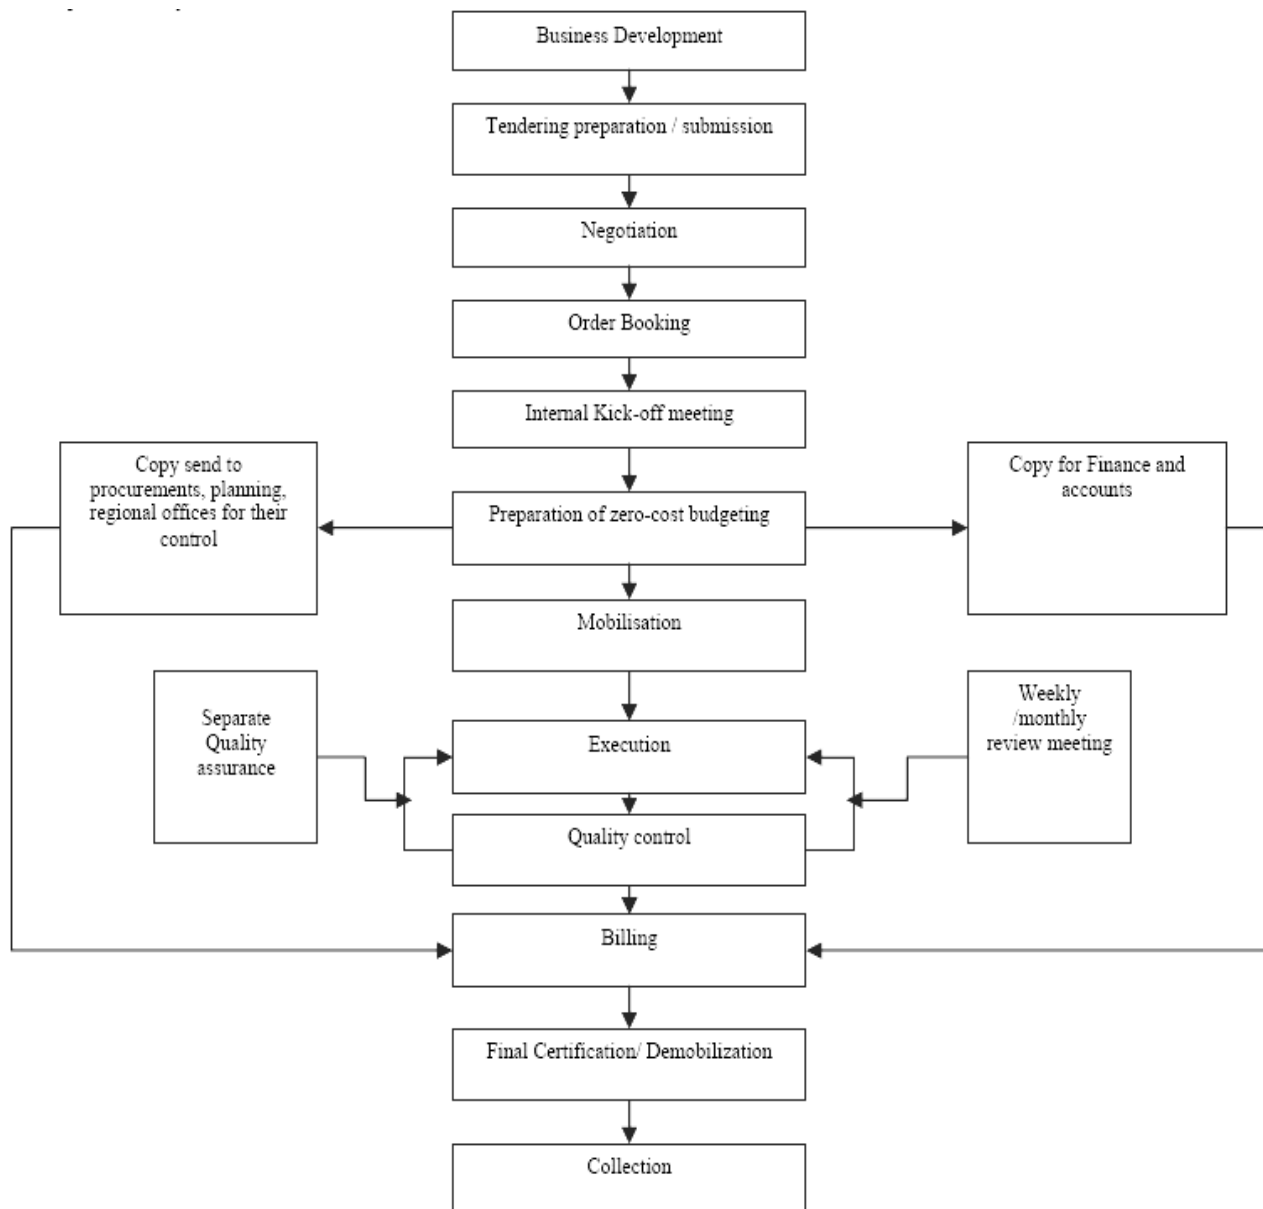 Business Development
Tendering preparation / submission
Negotiation
Order Booking
Internal Kick-off meeting
Copy send to
procurements, planning,
regional offices for their
control
Preparation of zero-cost budgeting
Copy for Finance and
accounts
Mobilisation
Separate
Quality
assurance
Execution
Weekly
/monthly
review meeting
Quality control
Billing
Final Certification/ Demobilization
Collection